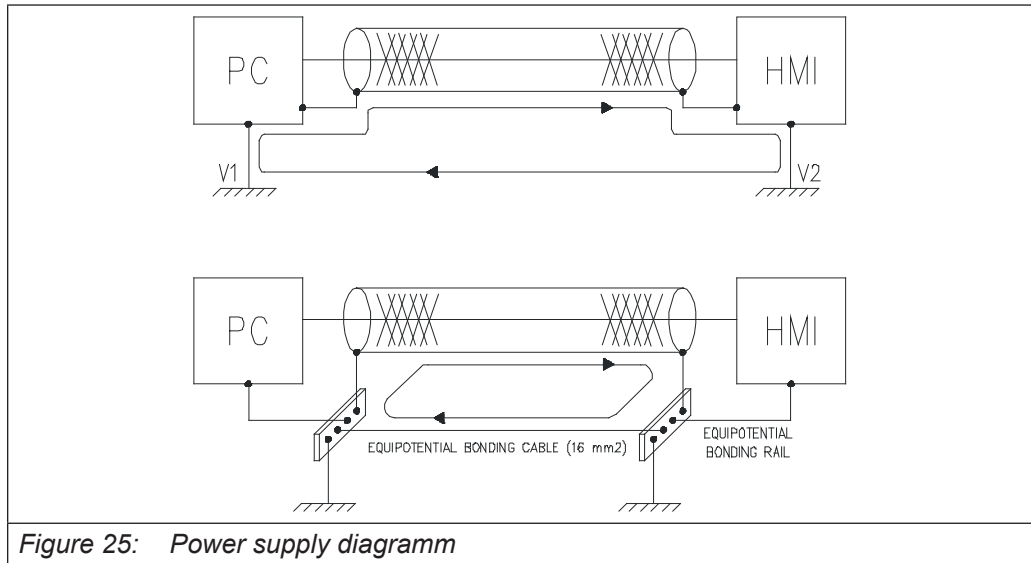 PC
HMI
V1
V2
PC
HMI
EQUIPOTENTIAL BONDING CABLE (16 mm2)
EQUIPOTENTIAL
BONDING RAIL
Figure 25: Power supply diagramm